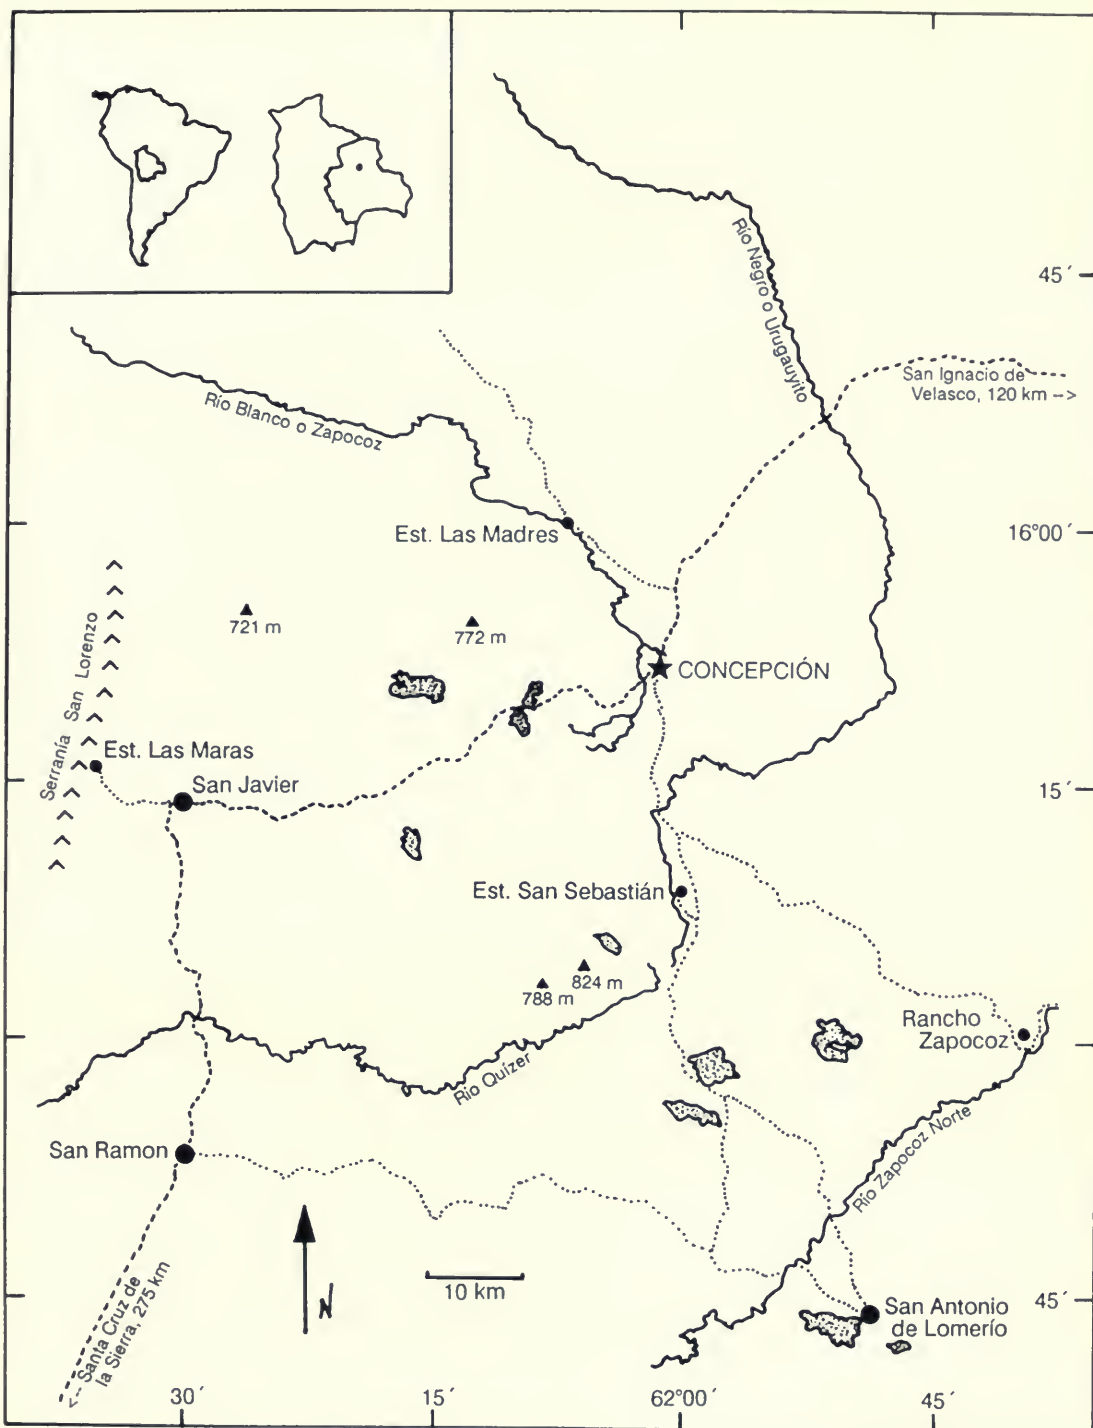 45′
Río Negro o Urugauyito
San Ignacio de
Velasco, 120 km -->
Río Blanco o Zapocoz
Est. Las Madres
16°00′
721 m
772 m
Serranía San Lorenzo
CONCEPCIÓN
Est. Las Maras
San Javier
15′
Est. San Sebastián
824 m
788 m
Rancho
Zapocoz
Río Quízer
Río Zapocoz Norte
San Ramon
N
10 km
<-- Santa Cruz de
la Sierra, 275 km
San Antonio
de Lomerío
45′
30′
15′
62°00′
45′